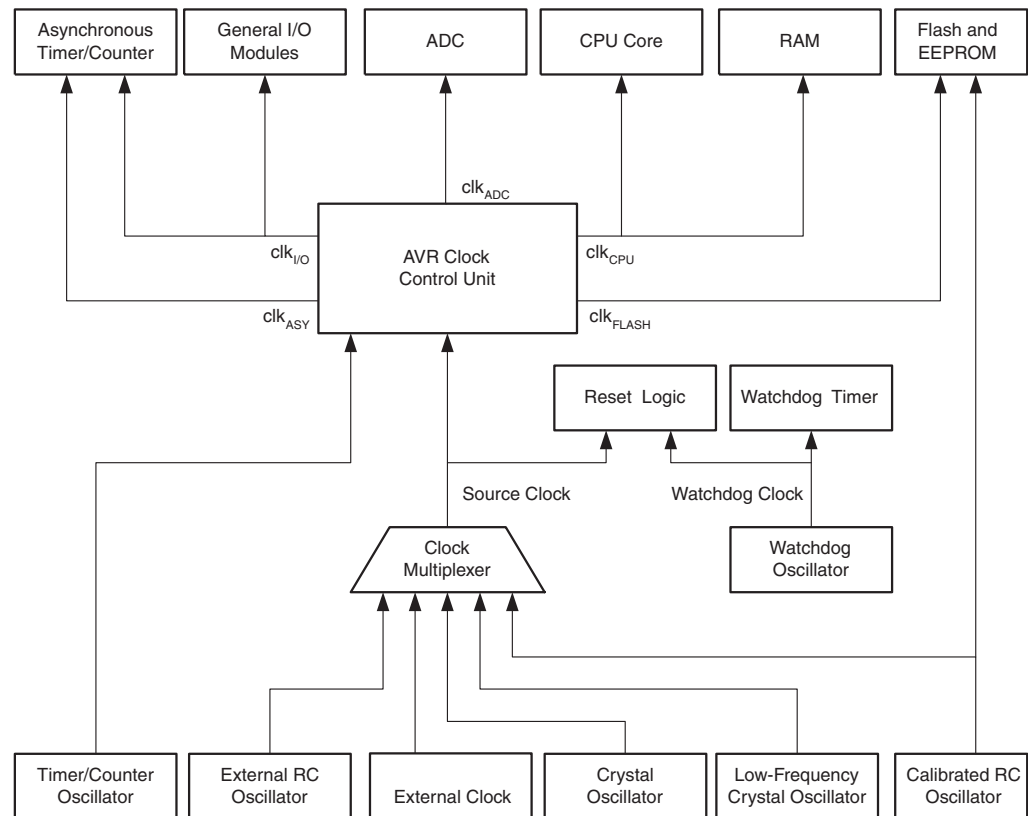 Asynchronous
Timer/Counter
General I/O
Modules
ADC
CPU Core
RAM
Flash and
EEPROM
clkADC
AVR Clock
Control Unit
clkI/O
clkCPU
clkASY
clkFLASH
Reset Logic
Watchdog Timer
Source Clock
Watchdog Clock
Clock
Multiplexer
Watchdog
Oscillator
Timer/Counter
Oscillator
External RC
Oscillator
External Clock
Crystal
Oscillator
Low-Frequency
Crystal Oscillator
Calibrated RC
Oscillator